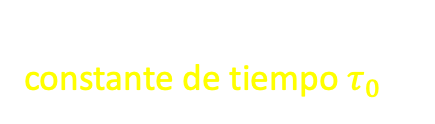 constante de tiempo τ₀